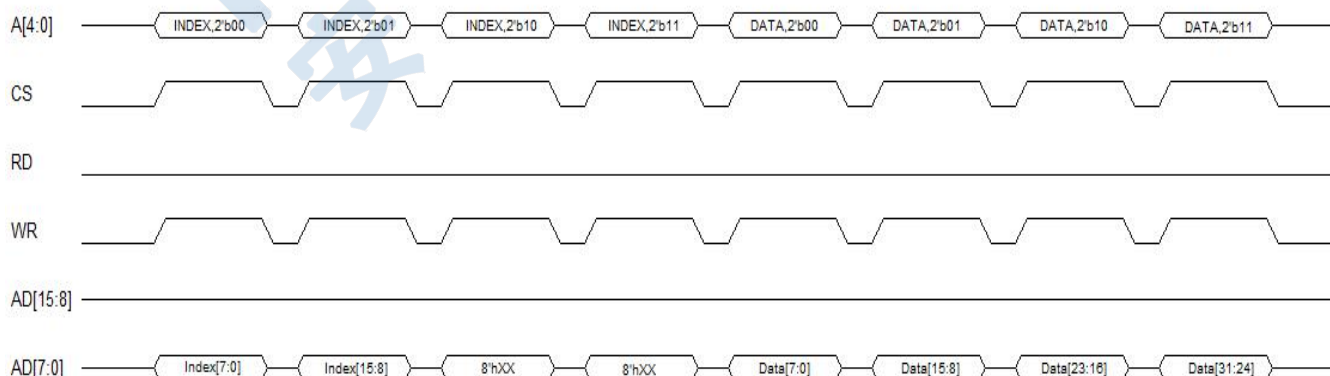 A[4:0] INDEX,2'b00 INDEX,2'b01 INDEX,2'b10 INDEX,2'b11 DATA,2'b00 DATA,2'b01 DATA,2'b10 DATA,2'b11
CS
RD
WR
AD[15:8]
AD[7:0] Index[7:0] Index[15:8] 8'hXX 8'hXX Data[7:0] Data[15:8] Data[23:16] Data[31:24]